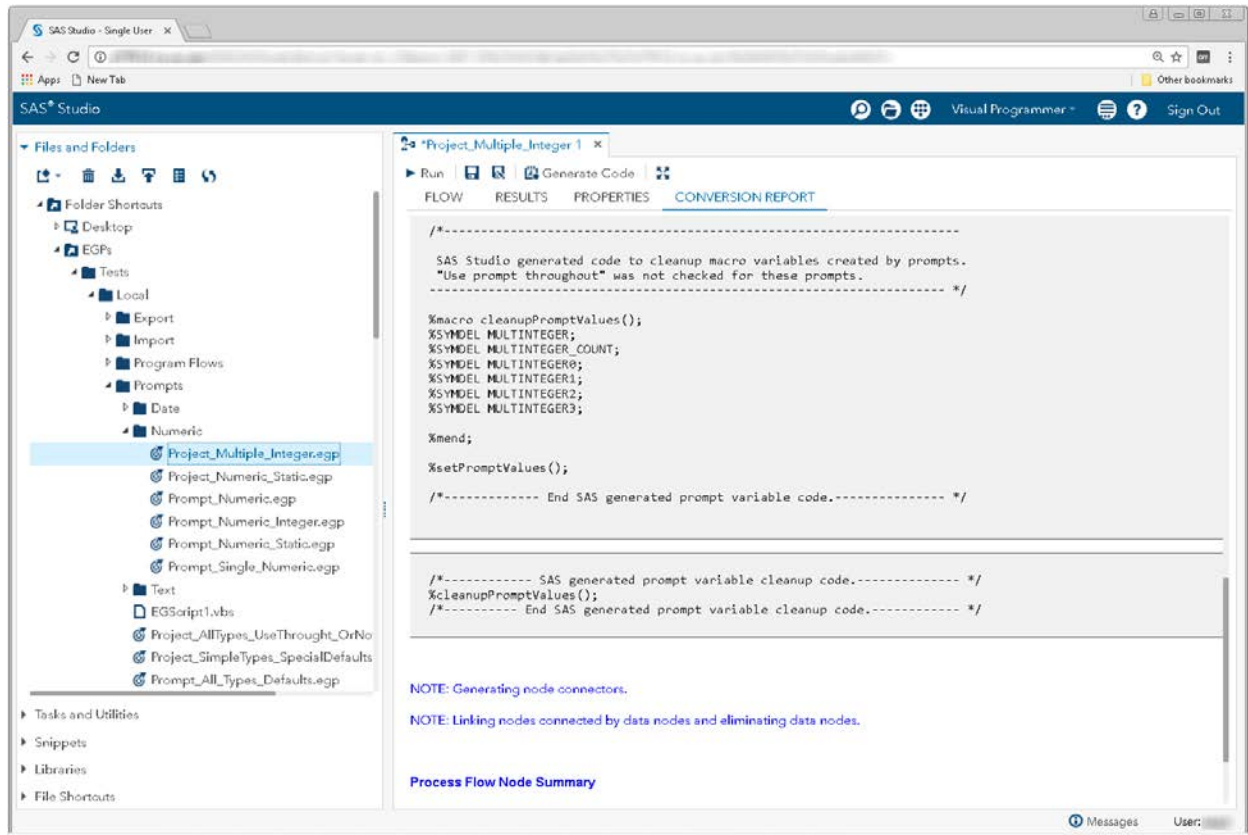 SAS Studio - Single User
Apps New Tab
Other bookmarks
SAS® Studio
Visual Programmer
Sign Out
Files and Folders
Folder Shortcuts
Desktop
EGPs
Tests
Local
Export
Import
Program Flows
Prompts
Date
Numeric
Project_Multiple_Integer.egp
Project_Numeric_Static.egp
Prompt_Numeric.egp
Prompt_Numeric_Integer.egp
Prompt_Numeric_Static.egp
Prompt_Single_Numeric.egp
Text
EGScript1.vbs
Project_AllTypes_UseThrought_OrNo
Project_SimpleTypes_SpecialDefaults
Prompt_All_Types_Defaults.egp
Tasks and Utilities
Snippets
Libraries
File Shortcuts
*Project_Multiple_Integer 1
Run Generate Code
FLOW RESULTS PROPERTIES CONVERSION REPORT
/*----------------------------------------------------------------------
SAS Studio generated code to cleanup macro variables created by prompts.
"Use prompt throughout" was not checked for these prompts.
---------------------------------------------------------------------- */
%macro cleanupPromptValues();
%SYMDEL MULTINTEGER;
%SYMDEL MULTINTEGER_COUNT;
%SYMDEL MULTINTEGER0;
%SYMDEL MULTINTEGER1;
%SYMDEL MULTINTEGER2;
%SYMDEL MULTINTEGER3;
%mend;
%setPromptValues();
/*------------- End SAS generated prompt variable code.--------------- */
/*------------ SAS generated prompt variable cleanup code.-------------- */
%cleanupPromptValues();
/*---------- End SAS generated prompt variable cleanup code.------------ */
NOTE: Generating node connectors.
NOTE: Linking nodes connected by data nodes and eliminating data nodes.
Process Flow Node Summary
Messages User: